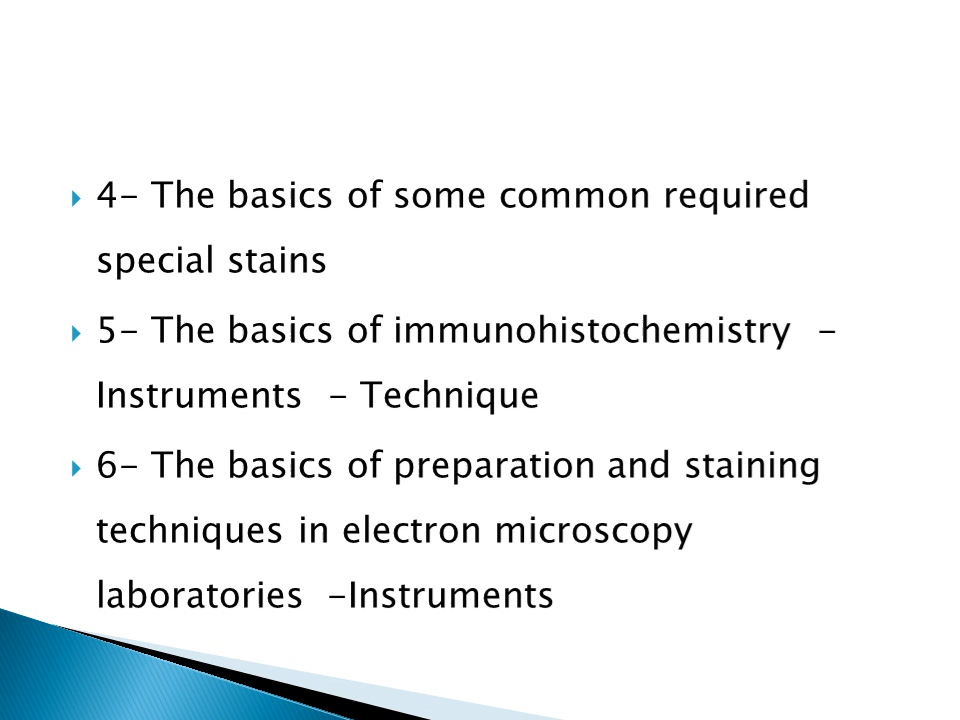 4- The basics of some common required
special stains
5- The basics of immunohistochemistry  -
Instruments  - Technique
6- The basics of preparation and staining
techniques in electron microscopy
laboratories  -Instruments